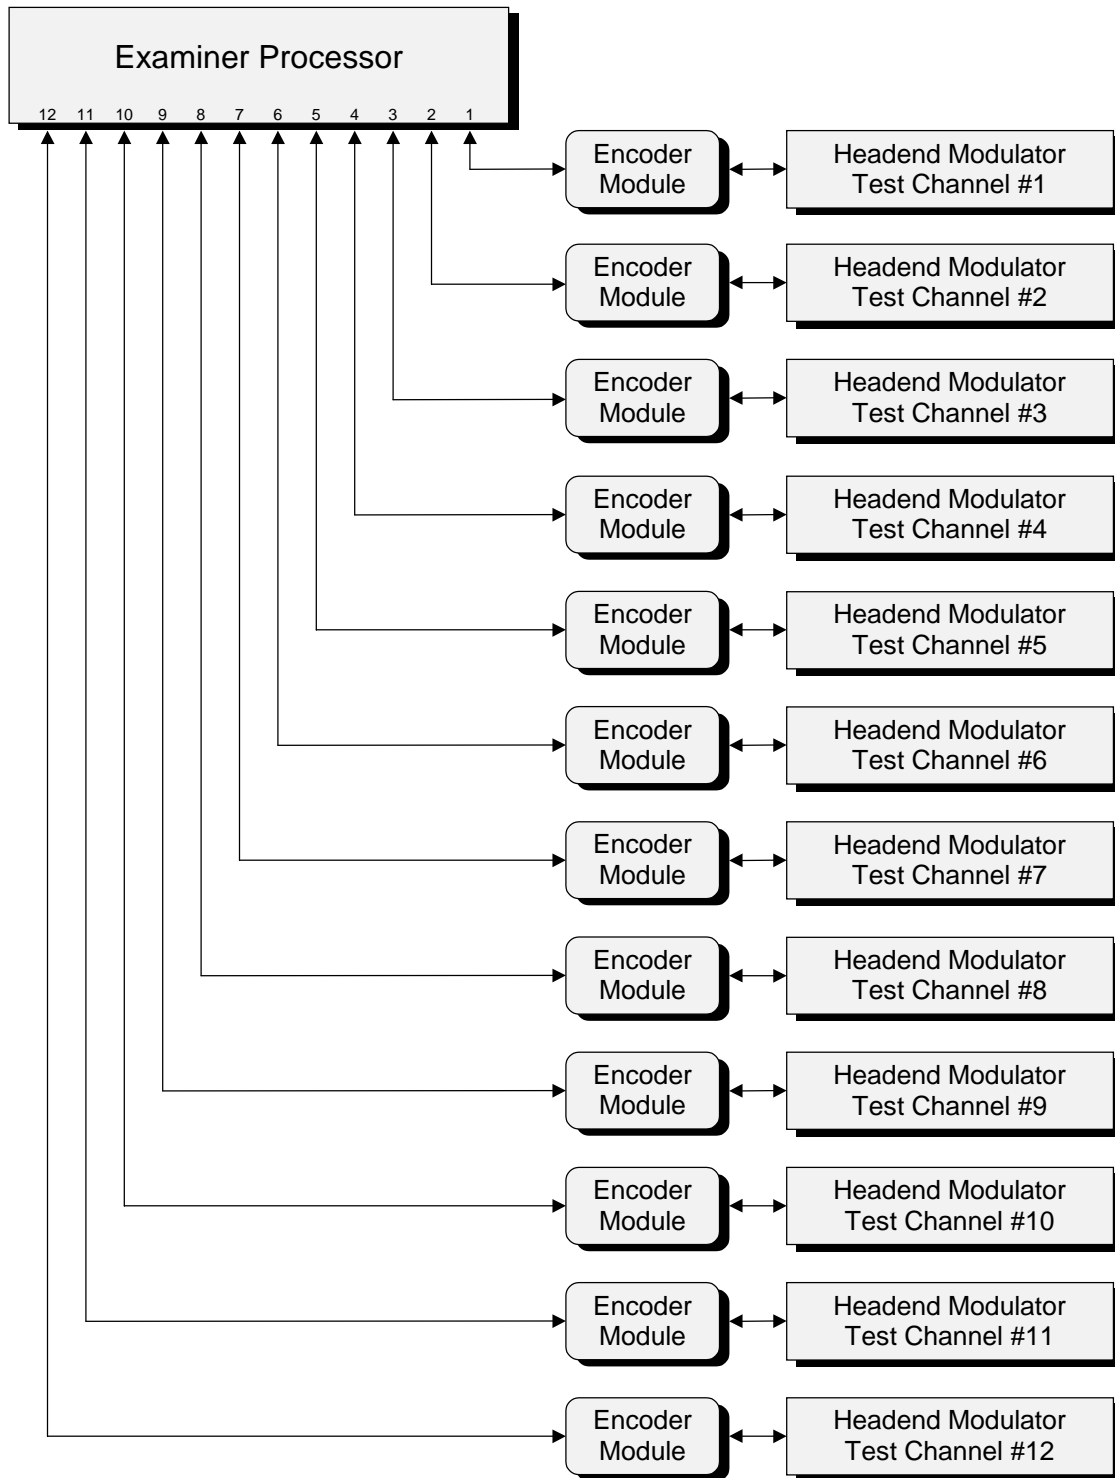 Examiner Processor
12 11 10 9 8 7 6 5 4 3 2 1
Encoder
Module
Headend Modulator
Test Channel #1
Encoder
Module
Headend Modulator
Test Channel #2
Encoder
Module
Headend Modulator
Test Channel #3
Encoder
Module
Headend Modulator
Test Channel #4
Encoder
Module
Headend Modulator
Test Channel #5
Encoder
Module
Headend Modulator
Test Channel #6
Encoder
Module
Headend Modulator
Test Channel #7
Encoder
Module
Headend Modulator
Test Channel #8
Encoder
Module
Headend Modulator
Test Channel #9
Encoder
Module
Headend Modulator
Test Channel #10
Encoder
Module
Headend Modulator
Test Channel #11
Encoder
Module
Headend Modulator
Test Channel #12